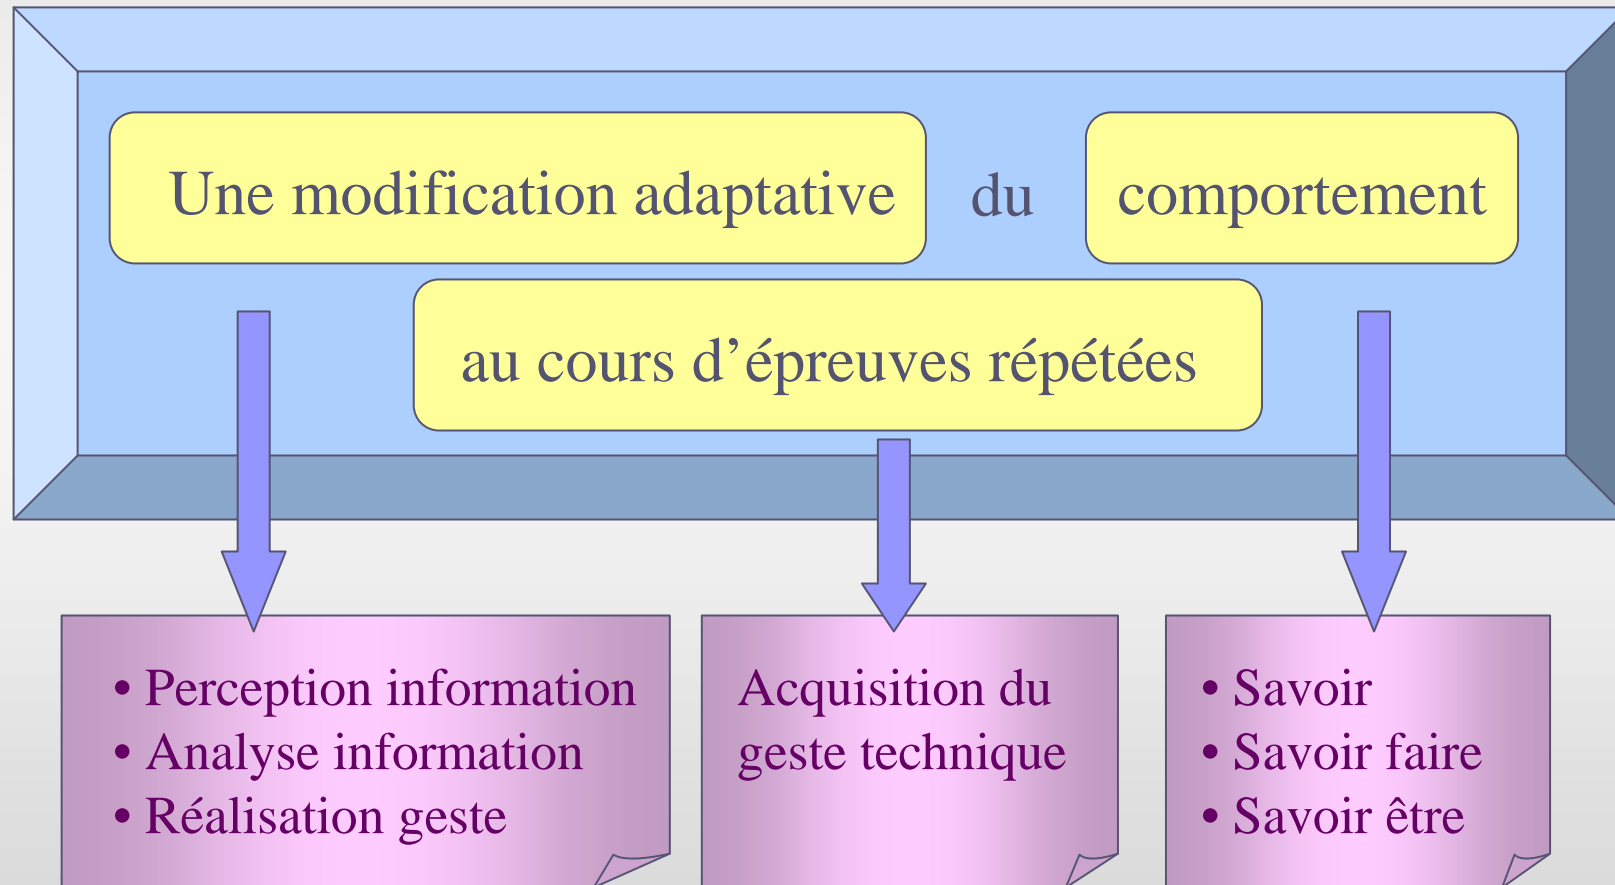 Une modification adaptative du comportement
au cours d’épreuves répétées
• Perception information
• Analyse information
• Réalisation geste
Acquisition du
geste technique
• Savoir
• Savoir faire
• Savoir être